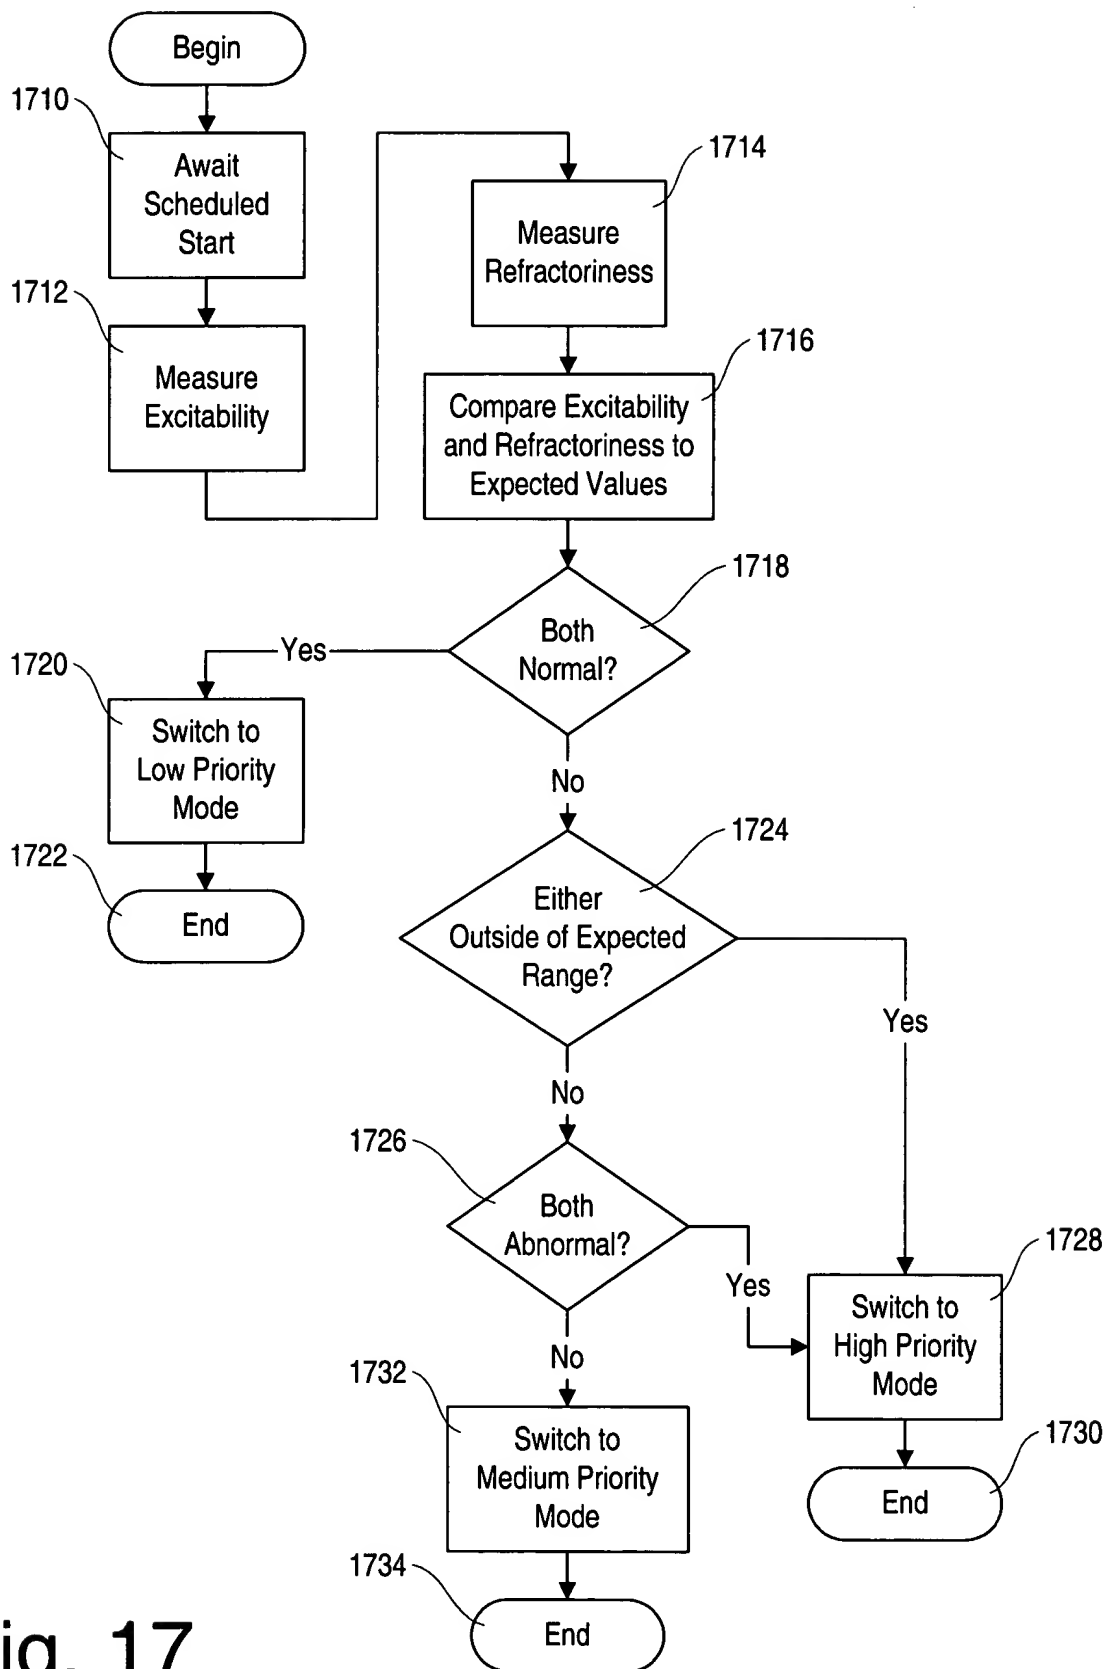 Begin
1710
Await
Scheduled
Start
1712
Measure
Excitability
1714
Measure
Refractoriness
1716
Compare Excitability
and Refractoriness to
Expected Values
1718
Both
Normal?
Yes
1720
Switch to
Low Priority
Mode
1722
End
No
1724
Either
Outside of Expected
Range?
Yes
No
1726
Both
Abnormal?
Yes
1728
Switch to
High Priority
Mode
1730
End
No
1732
Switch to
Medium Priority
Mode
1734
End
ig. 17